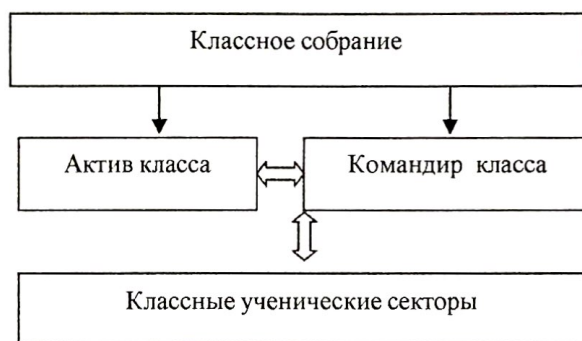 Классное собрание
Актив класса
Командир класса
Классные ученические секторы